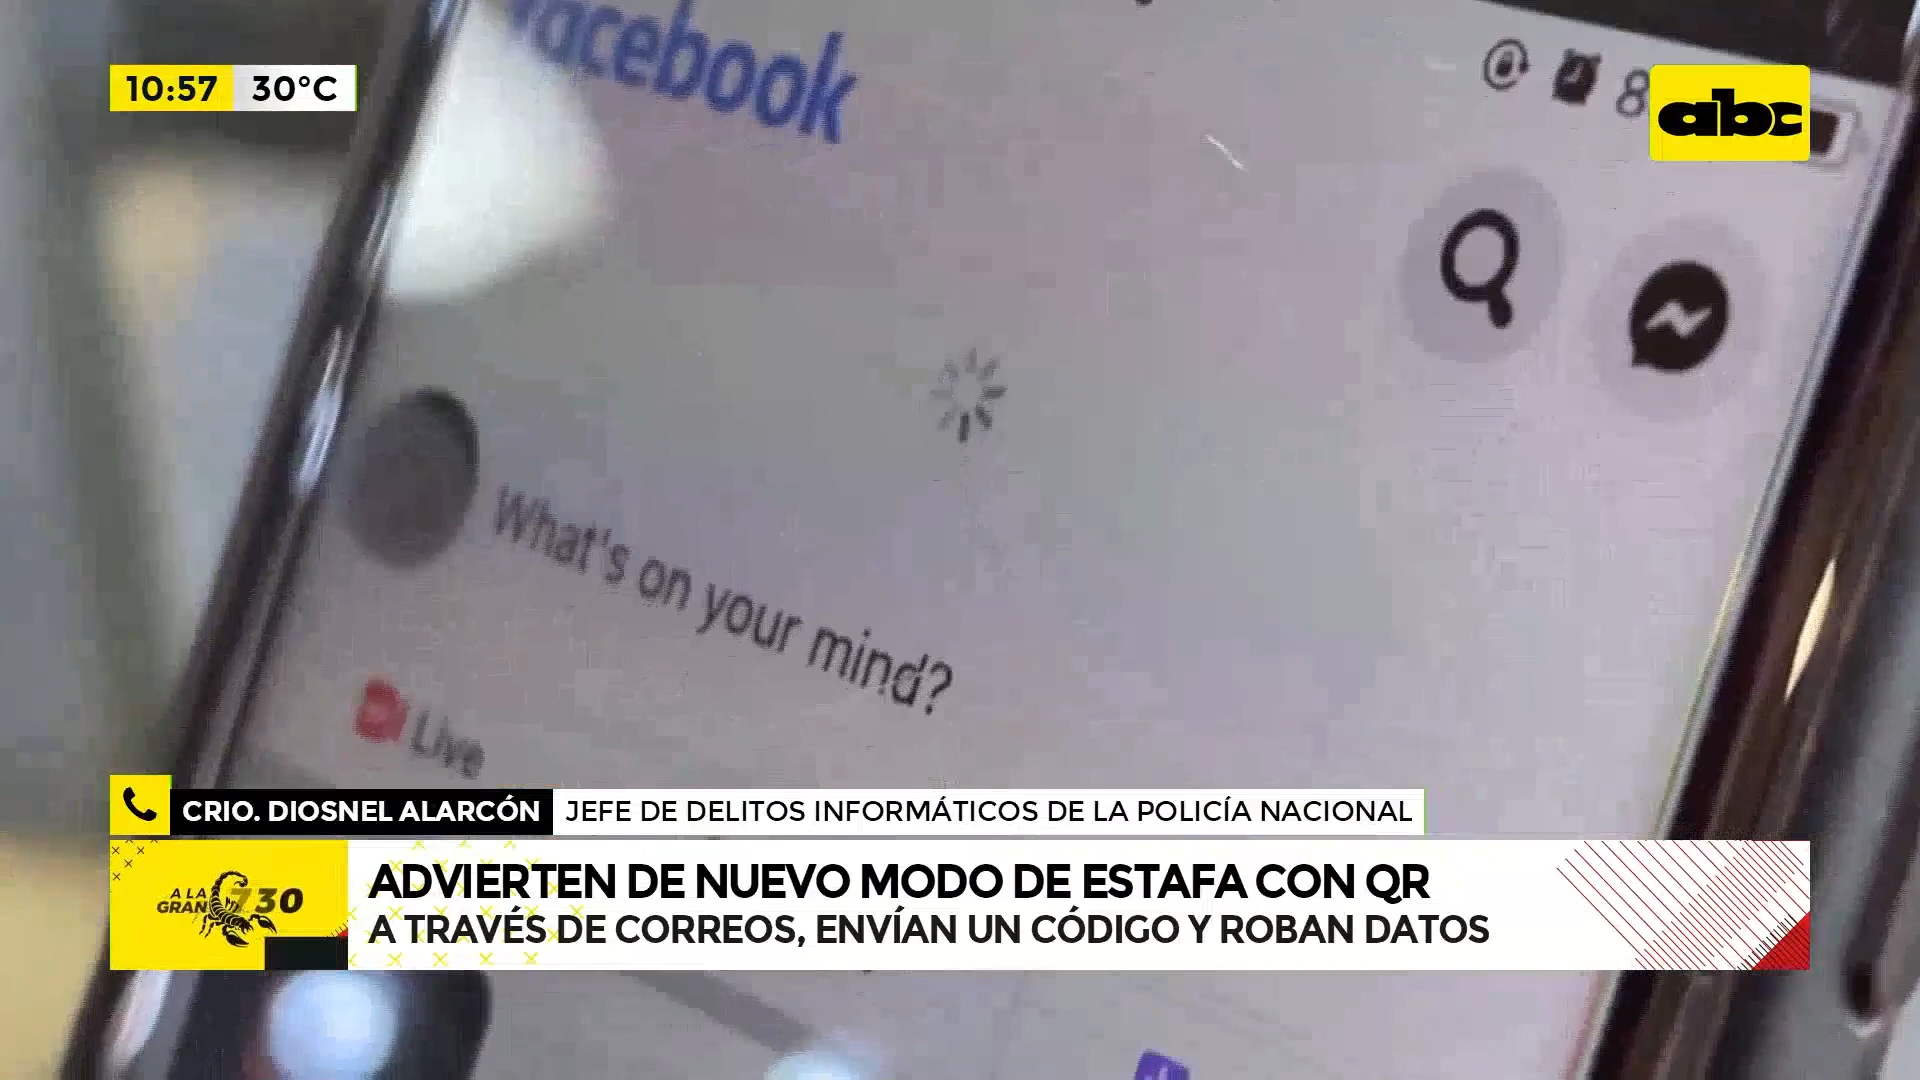 facebook
10:57 30°C
8
abc
What's on your mind?
Live
CRIO. DIOSNEL ALARCÓN JEFE DE DELITOS INFORMÁTICOS DE LA POLICÍA NACIONAL
A LA GRAN 730
ADVIERTEN DE NUEVO MODO DE ESTAFA CON QR
A TRAVÉS DE CORREOS, ENVÍAN UN CÓDIGO Y ROBAN DATOS